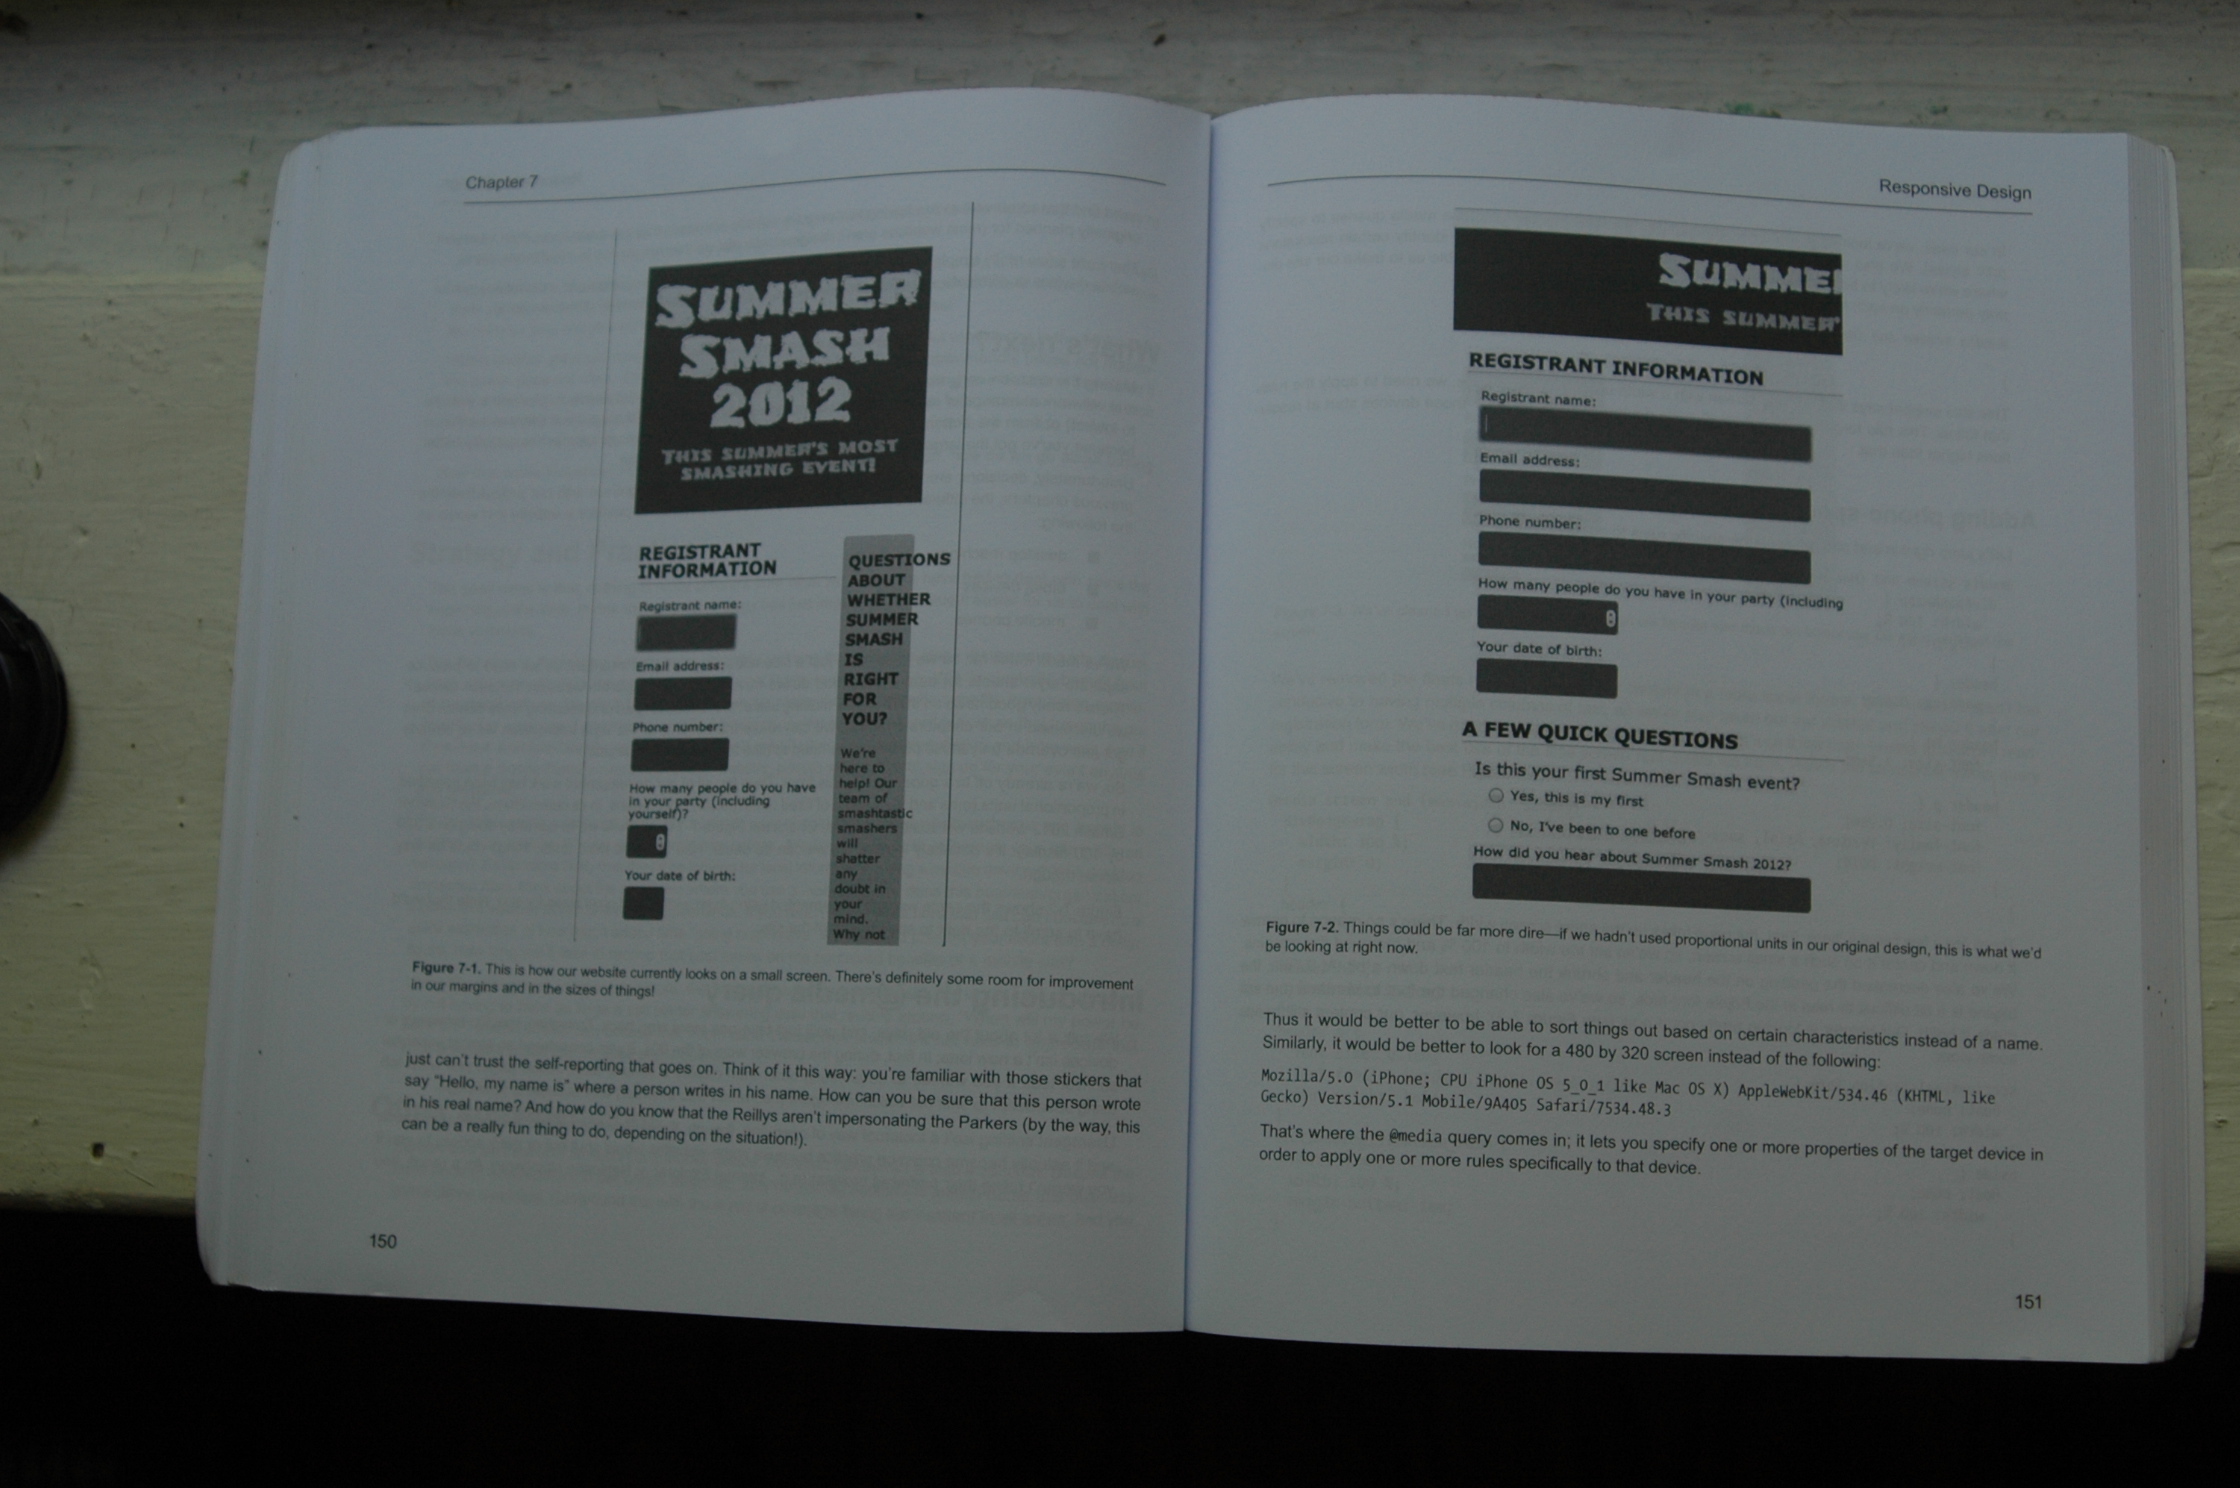 Chapter 7
SUMMER
SMASH
2012
THIS SUMMER'S MOST
SMASHING EVENT!
REGISTRANT
INFORMATION
Registrant name:
Email address:
Phone number:
How many people do you have
in your party (including
yourself)?
Your date of birth:
QUESTIONS
ABOUT
WHETHER
SUMMER
SMASH
IS
RIGHT
FOR
YOU?
We're
here to
help! Our
team of
smashtastic
smashers
will
shatter
any
doubt in
your
mind.
Why not
Figure 7-1. This is how our website currently looks on a small screen. There's definitely some room for improvement
in our margins and in the sizes of things!
just can't trust the self-reporting that goes on. Think of it this way: you're familiar with those stickers that
say "Hello, my name is" where a person writes in his name. How can you be sure that this person wrote
in his real name? And how do you know that the Reillys aren't impersonating the Parkers (by the way, this
can be a really fun thing to do, depending on the situation!).
150
Responsive Design
SUMME
THIS SUMMER'
REGISTRANT INFORMATION
Registrant name:
Email address:
Phone number:
How many people do you have in your party (including
Your date of birth:
A FEW QUICK QUESTIONS
Is this your first Summer Smash event?
Yes, this is my first
No, I've been to one before
How did you hear about Summer Smash 2012?
Figure 7-2. Things could be far more dire—if we hadn't used proportional units in our original design, this is what we'd
be looking at right now.
Thus it would be better to be able to sort things out based on certain characteristics instead of a name.
Similarly, it would be better to look for a 480 by 320 screen instead of the following:
Mozilla/5.0 (iPhone; CPU iPhone OS 5_0_1 like Mac OS X) AppleWebKit/534.46 (KHTML, like
Gecko) Version/5.1 Mobile/9A405 Safari/7534.48.3
That's where the @media query comes in; it lets you specify one or more properties of the target device in
order to apply one or more rules specifically to that device.
151